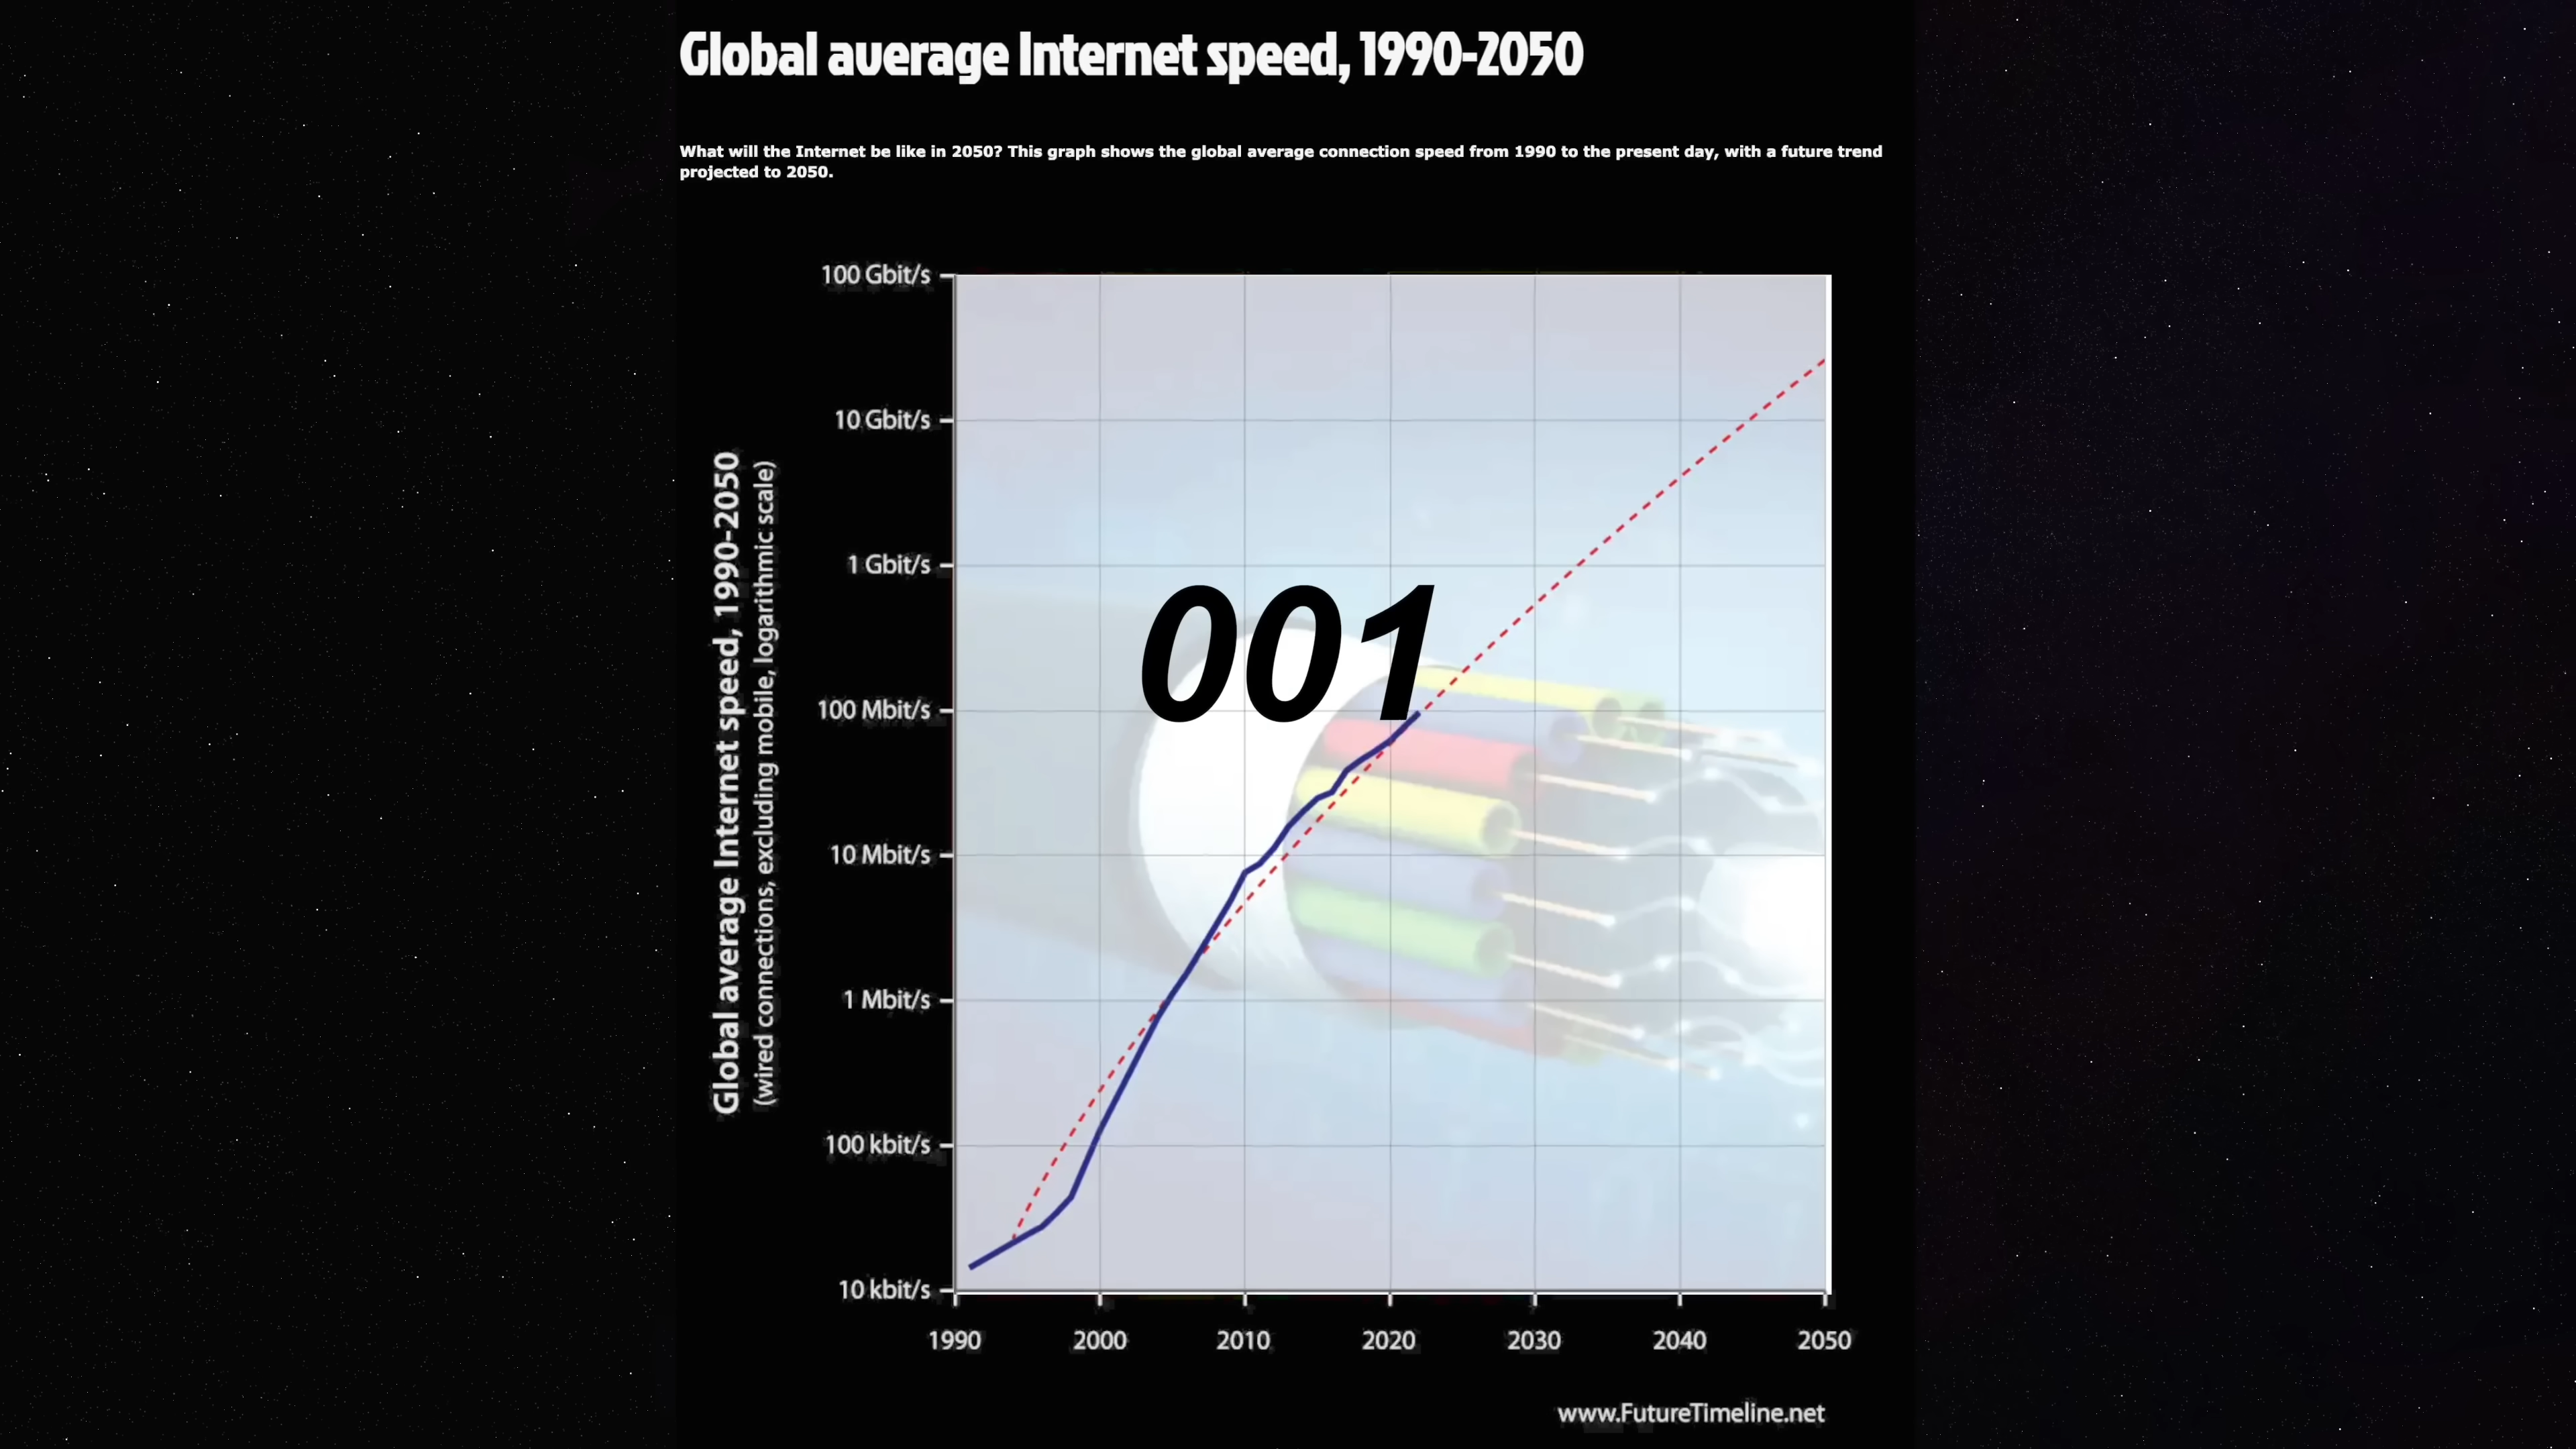 Global average Internet speed, 1990-2050
What will the Internet be like in 2050? This graph shows the global average connection speed from 1990 to the present day, with a future trend
projected to 2050.
Global average Internet speed, 1990-2050
(wired connections, excluding mobile, logarithmic scale)
100 Gbit/s
10 Gbit/s
1 Gbit/s
100 Mbit/s
10 Mbit/s
1 Mbit/s
100 kbit/s
10 kbit/s
001
1990 2000 2010 2020 2030 2040 2050
www.FutureTimeline.net